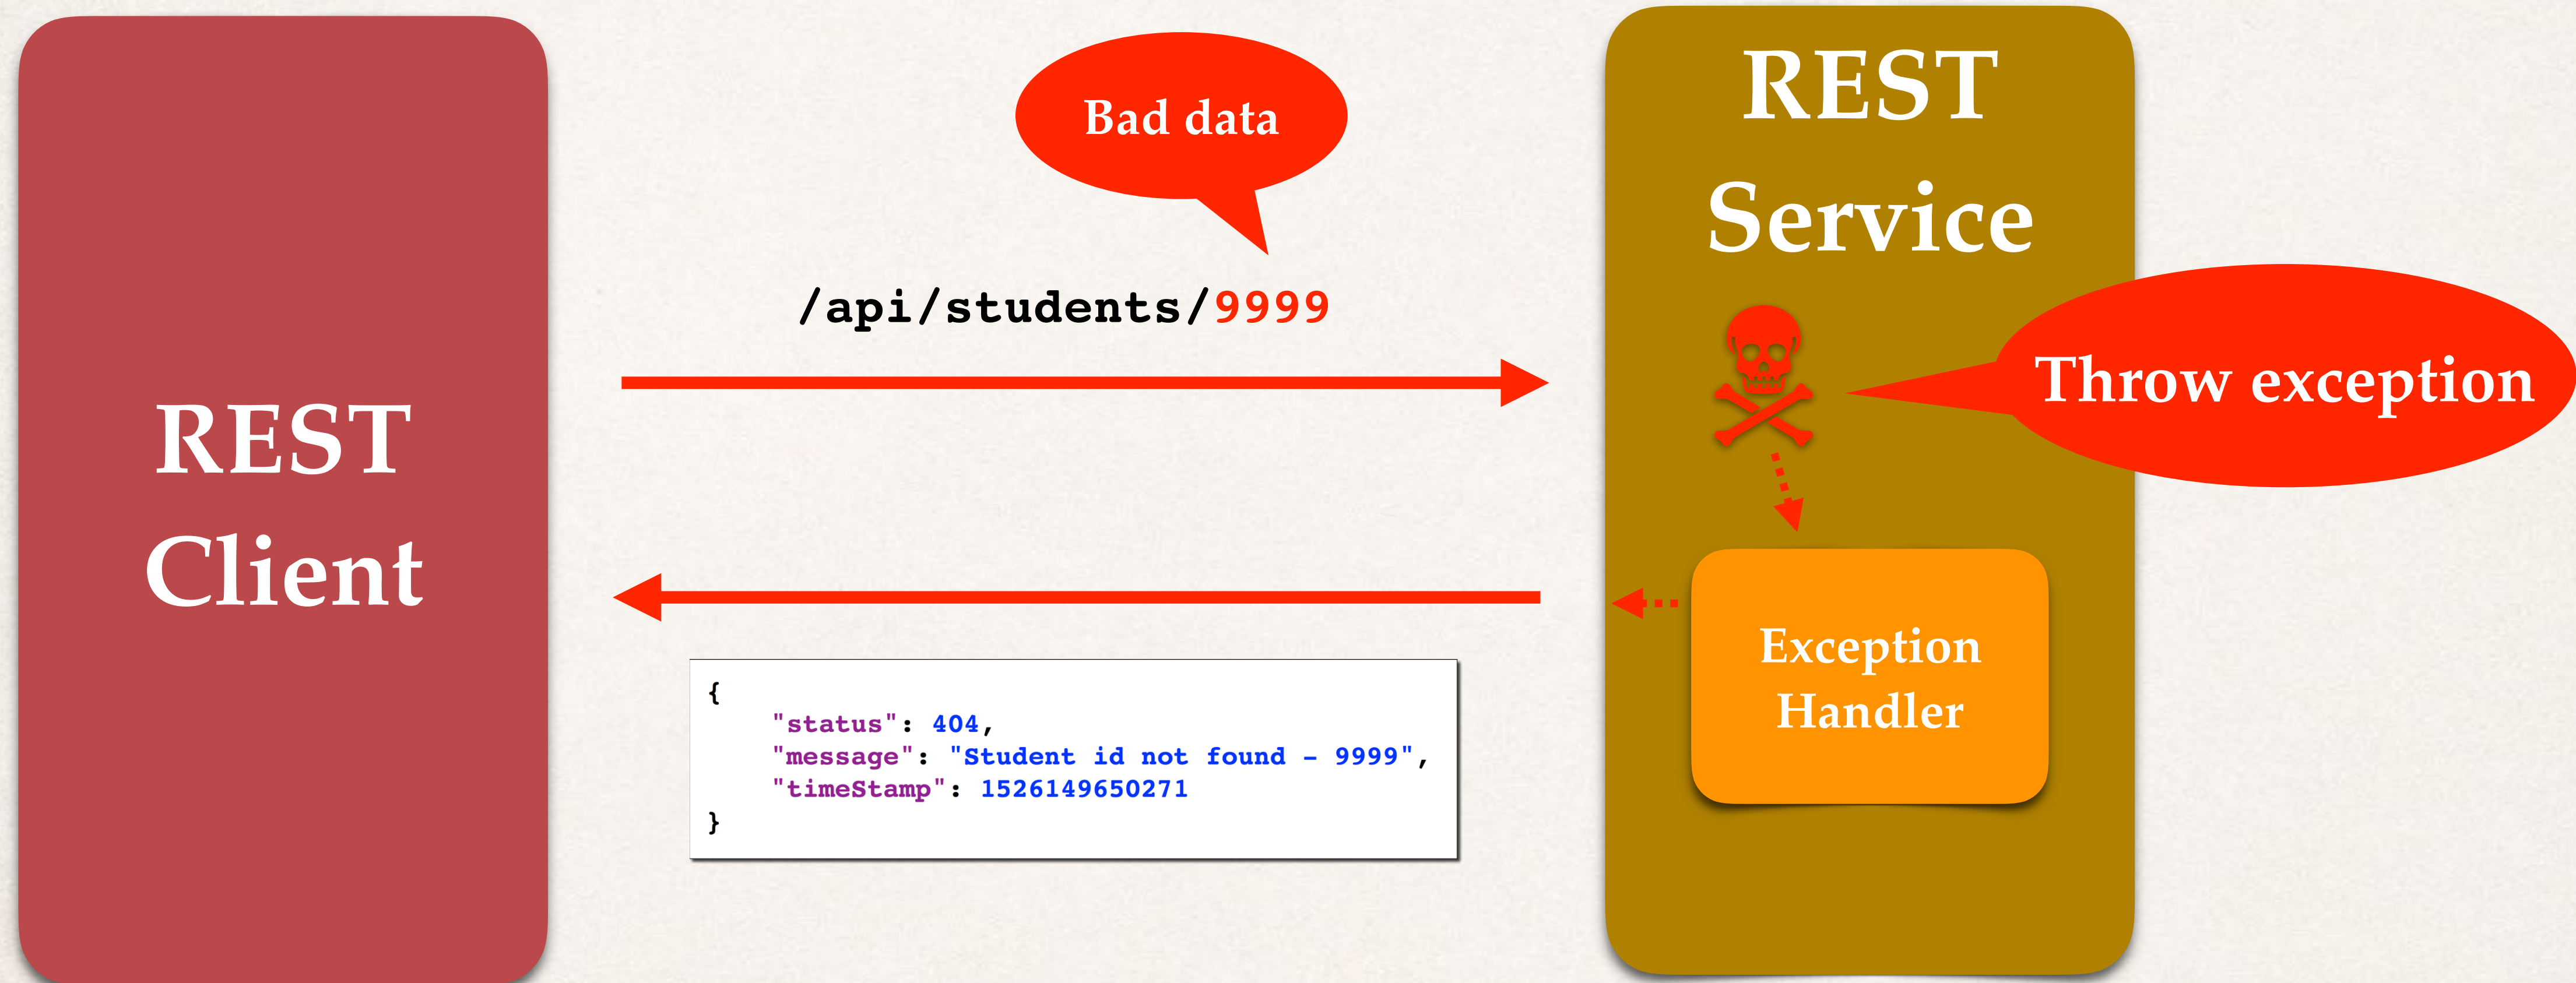 REST
Client
Bad data
/api/students/9999
{
"status": 404,
"message": "Student id not found - 9999",
"timeStamp": 1526149650271
}
REST
Service
Throw exception
Exception
Handler